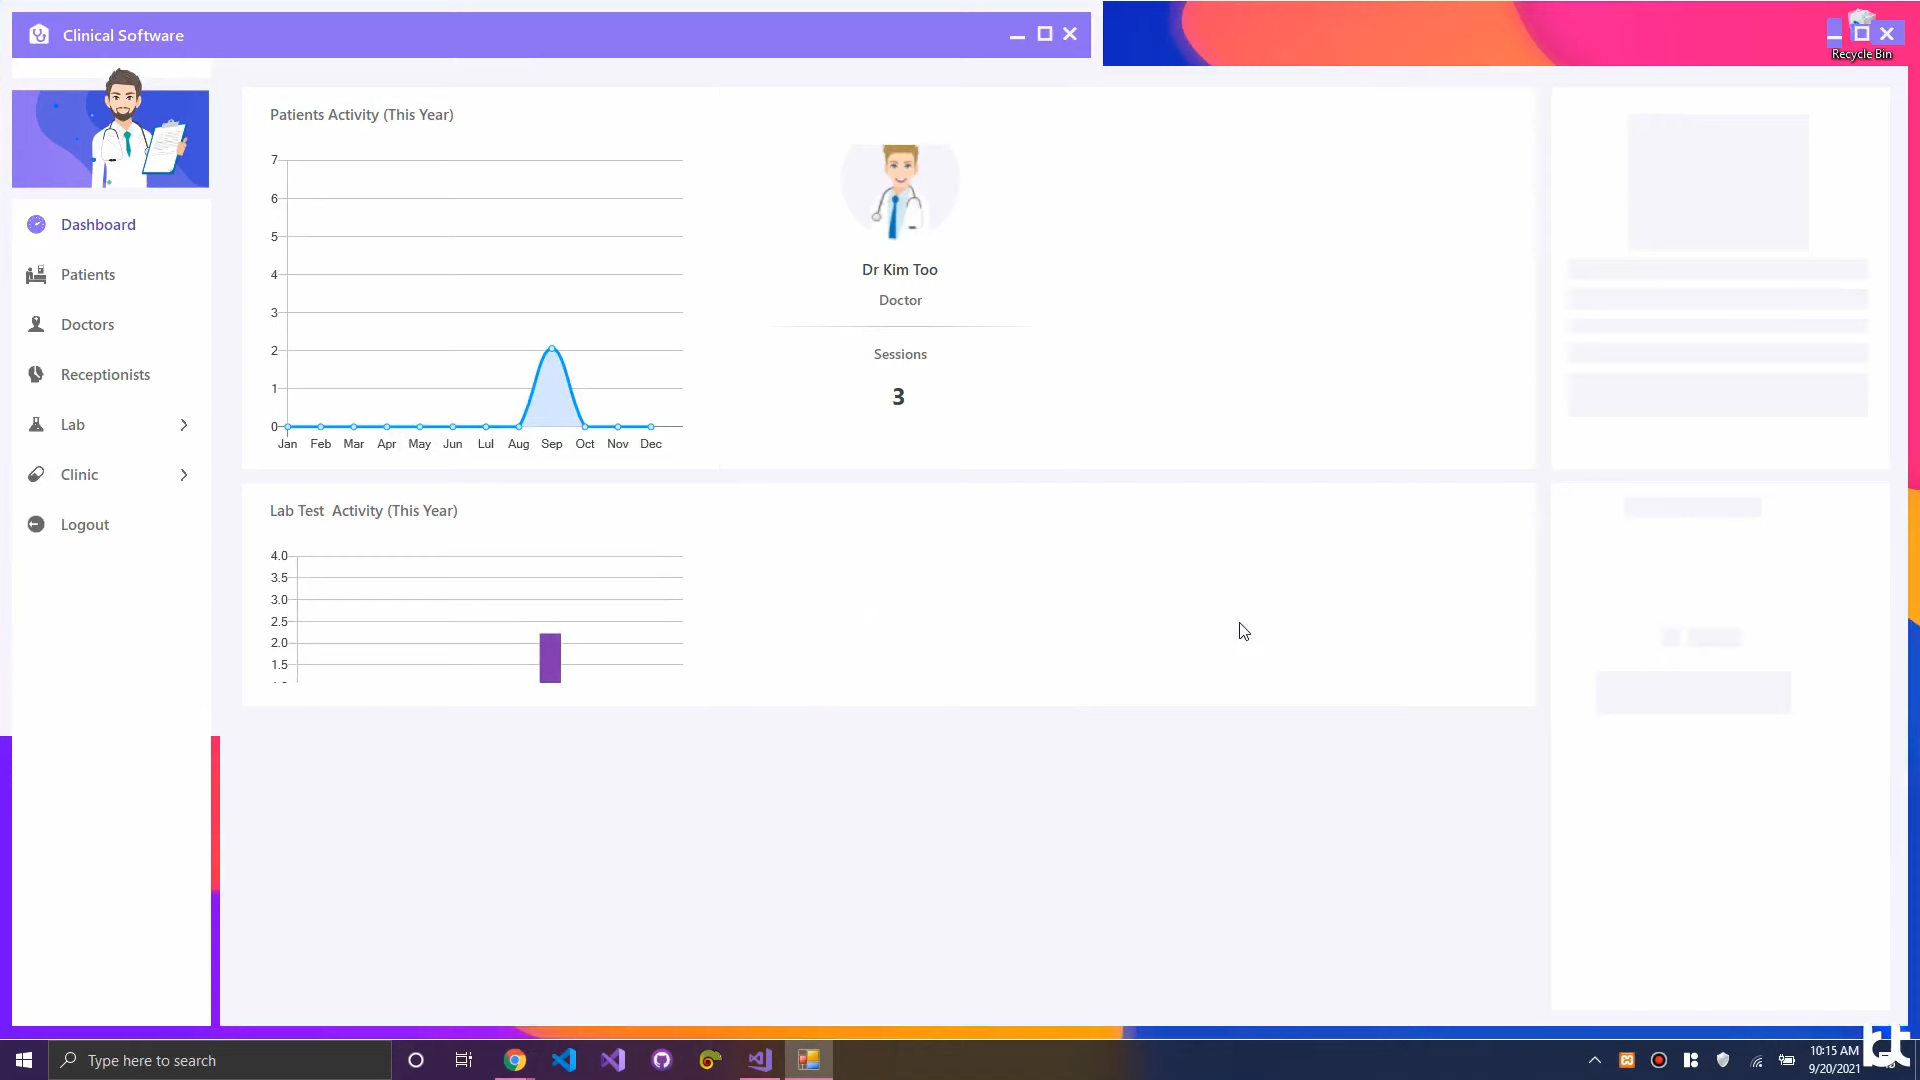 Clinical Software
Recycle Bin
Dashboard
Patients
Doctors
Receptionists
Lab
Clinic
Logout
Patients Activity (This Year)
7
6
5
4
3
2
1
0
Jan Feb Mar Apr May Jun Lul Aug Sep Oct Nov Dec
Dr Kim Too
Doctor
Sessions
3
Lab Test Activity (This Year)
4.0
3.5
3.0
2.5
2.0
1.5
Type here to search
10:15 AM
9/20/2021